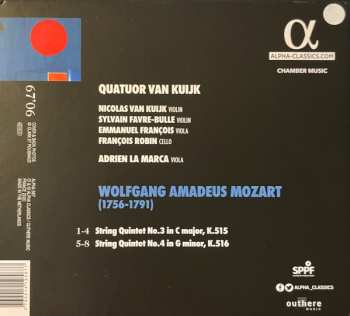 α
ALPHA-CLASSICS.COM
CHAMBER MUSIC
QUATUOR VAN KUIJK
NICOLAS VAN KUIJK VIOLIN
SYLVAIN FAVRE-BULLE VIOLIN
EMMANUEL FRANÇOIS VIOLA
FRANÇOIS ROBIN CELLO
ADRIEN LA MARCA VIOLA
WOLFGANG AMADEUS MOZART
(1756-1791)
1-4 String Quintet No.3 in C major, K.515
5-8 String Quintet No.4 in G minor, K.516
67'06
MADE IN THE NETHERLANDS
SPPF
ALPHA_CLASSICS
outhere
MUSIC